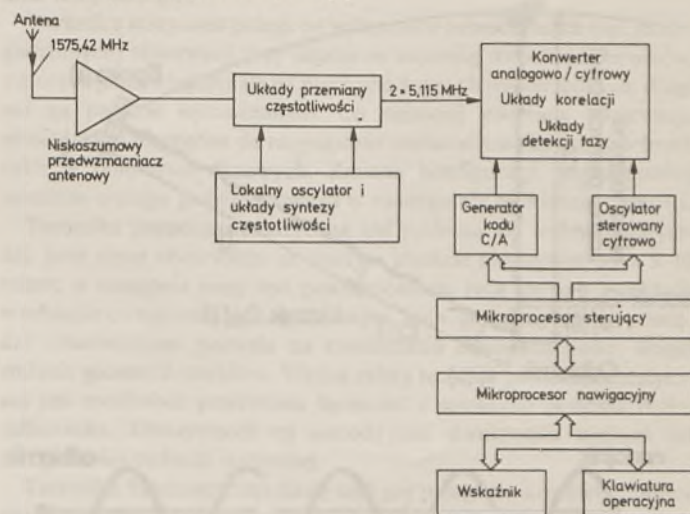 Antena
1575,42 MHz
Niskoszumowy
przedwzmacniacz
antenowy
Układy przemiany
częstotliwości
2 × 5,115 MHz
Lokalny oscylator i
układy syntezy
częstotliwości
Konwerter
analogowo / cyfrowy
Układy korelacji
Układy
detekcji fazy
Generator
kodu
C/A
Oscylator
sterowany
cyfrowo
Mikroprocesor sterujący
Mikroprocesor nawigacyjny
Wskaźnik
Klawiatura
operacyjna